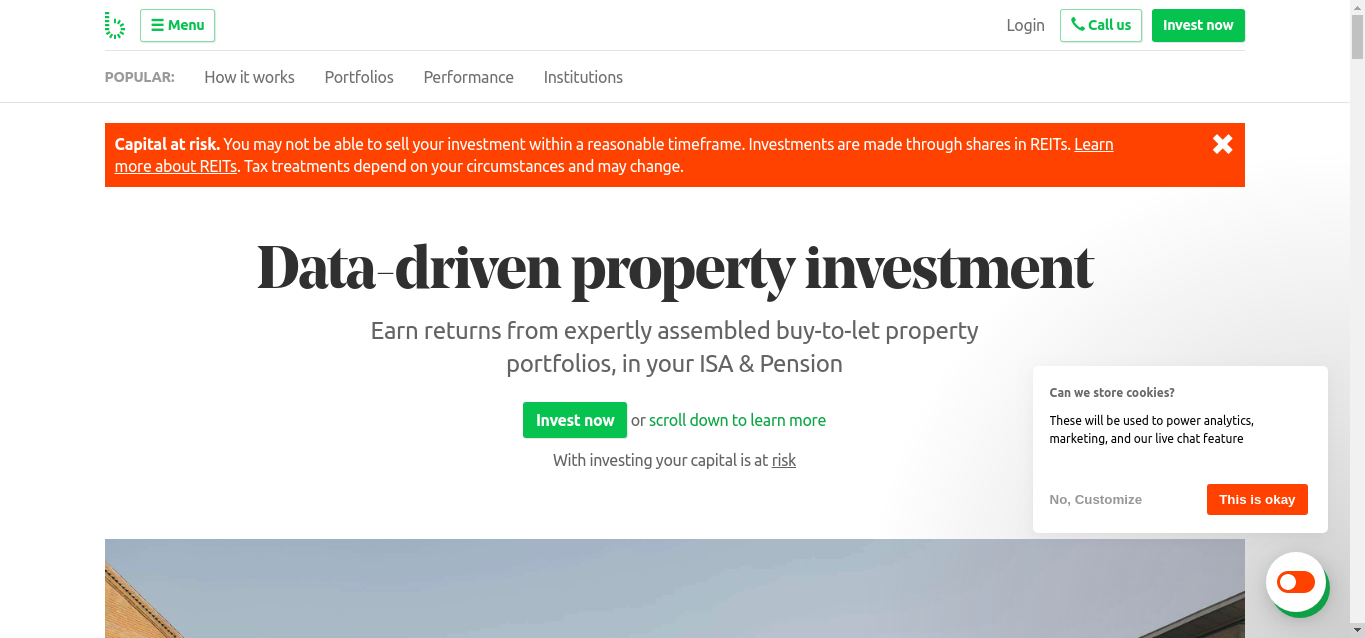 Menu
Login
Call us
Invest now
POPULAR:
How it works
Portfolios
Performance
Institutions
Capital at risk. You may not be able to sell your investment within a reasonable timeframe. Investments are made through shares in REITs. Learn
more about REITs. Tax treatments depend on your circumstances and may change.
Data-driven property investment
Earn returns from expertly assembled buy-to-let property
portfolios, in your ISA & Pension
Invest now or scroll down to learn more
With investing your capital is at risk
Can we store cookies?
These will be used to power analytics,
marketing, and our live chat feature
No, Customize
This is okay